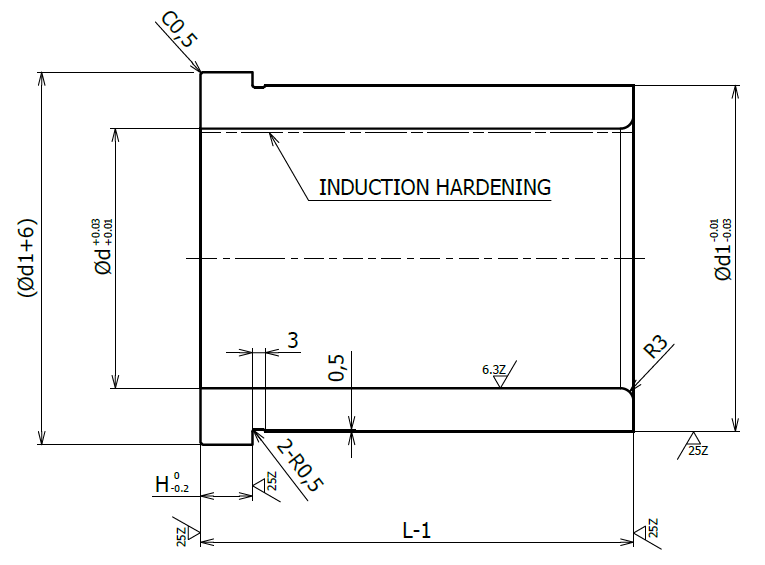 C0,5
INDUCTION HARDENING
(Ød1+6)
Ød +0.03 +0.01
Ød1 -0.01 -0.03
3
0,5
6.3Z
R3
2-R0,5
25Z
25Z
H 0 -0.2
L-1
25Z
25Z